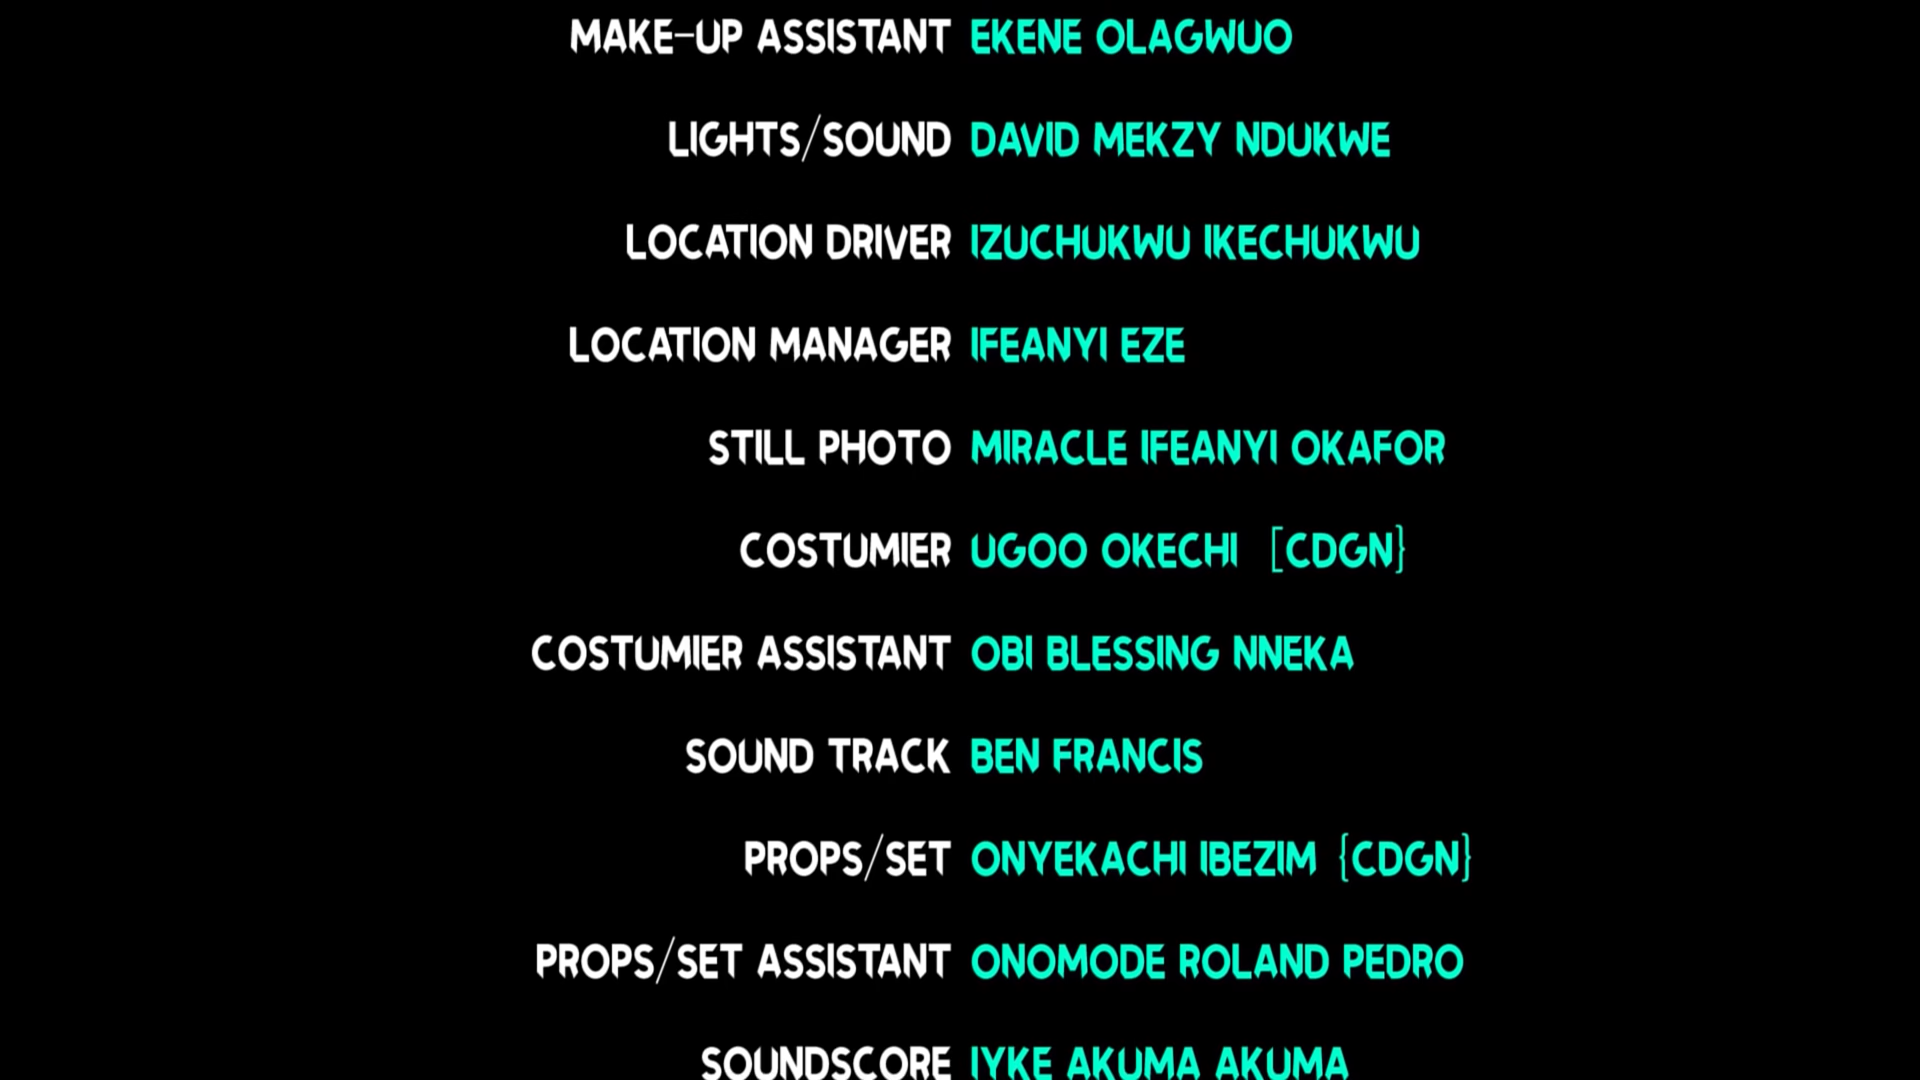 MAKE-UP ASSISTANT EKENE OLAGWUO
LIGHTS/SOUND DAVID MEKZY NDUKWE
LOCATION DRIVER IZUCHUKWU IKECHUKWU
LOCATION MANAGER IFEANYI EZE
STILL PHOTO MIRACLE IFEANYI OKAFOR
COSTUMIER UGOO OKECHI [CDGN}
COSTUMIER ASSISTANT OBI BLESSING NNEKA
SOUND TRACK BEN FRANCIS
PROPS/SET ONYEKACHI IBEZIM {CDGN}
PROPS/SET ASSISTANT ONOMODE ROLAND PEDRO
SOUNDSCORE IYKE AKUMA AKUMA